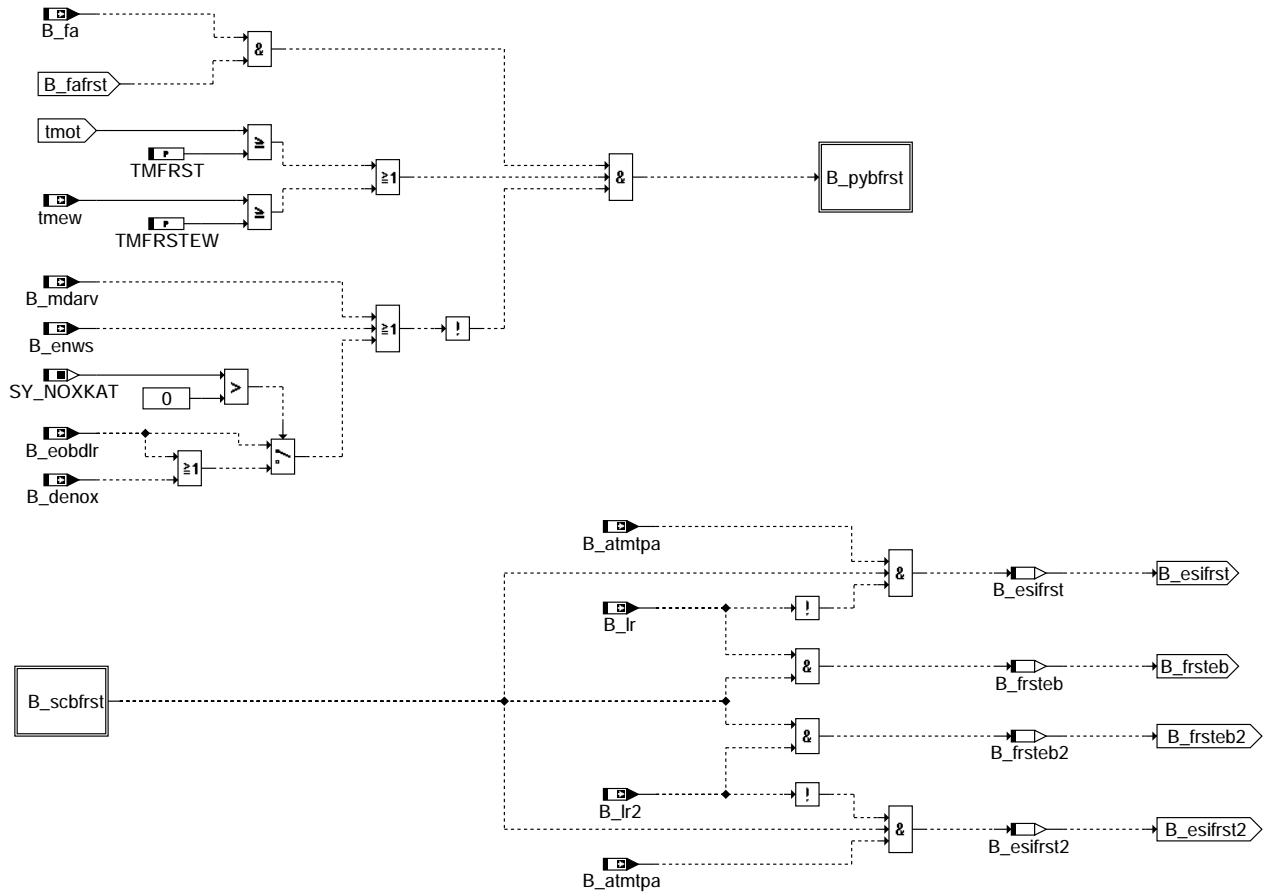 B_fa
&
B_fafrst
tmot
TMFRST
≧1
&
B_pybfrst
tmew
TMFRSTEW
B_mdarv
B_enws
≧1
!
SY_NOXKAT
0
>
B_eobdlr
≧1
B_denox
B_atmtpa
&
B_esifrst
B_esifrst
B_lr
!
&
B_frsteb
B_frsteb
B_scbfrst
&
B_frsteb2
B_frsteb2
B_lr2
!
&
B_esifrst2
B_esifrst2
B_atmtpa